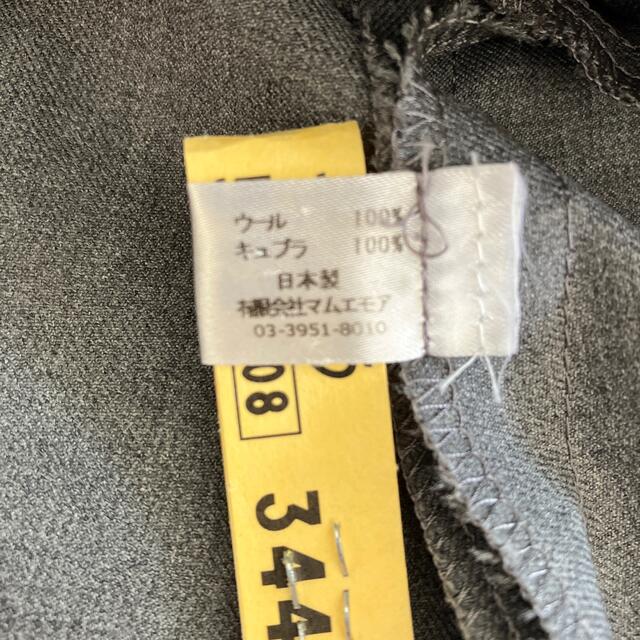 ウール 100%
キュプラ 100%
日本製
有限会社マムエモア
03-3951-8010
08
344